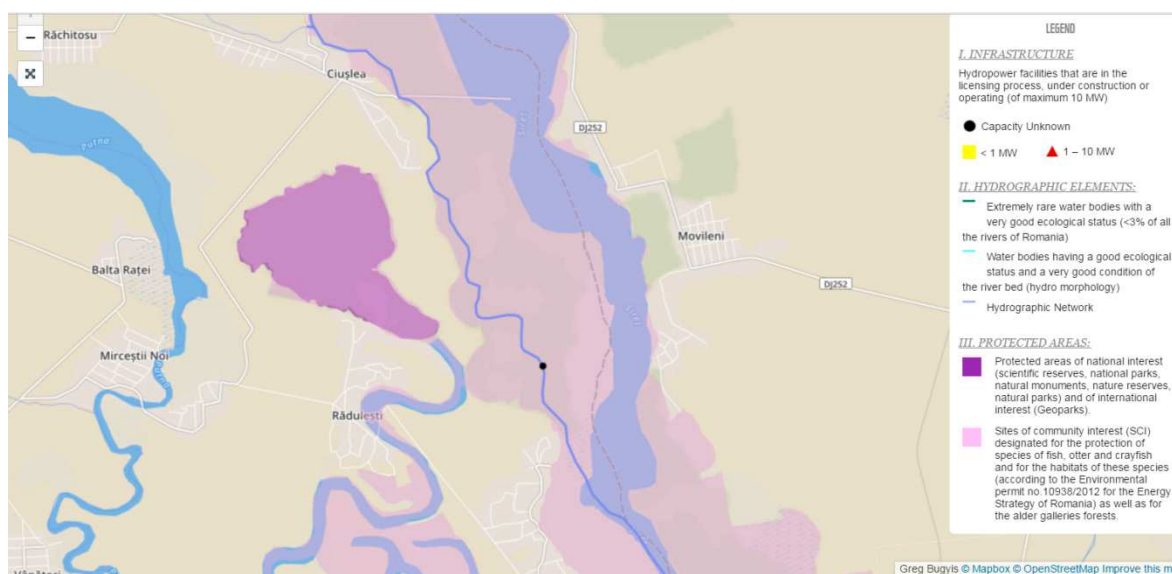 Răchitosu
Ciușlea
Putna
Siret
DJ252
Movileni
DJ252
Balta Raței
Siret
Mirceștii Noi
Putna
Rădulești
LEGEND
I. INFRASTRUCTURE
Hydropower facilities that are in the
licensing process, under construction or
operating (of maximum 10 MW)
Capacity Unknown
< 1 MW 1 – 10 MW
II. HYDROGRAPHIC ELEMENTS:
Extremely rare water bodies with a
very good ecological status (<3% of all
the rivers of Romania)
Water bodies having a good ecological
status and a very good condition of
the river bed (hydro morphology)
Hydrographic Network
III. PROTECTED AREAS:
Protected areas of national interest
(scientific reserves, national parks,
natural monuments, nature reserves,
natural parks) and of international
interest (Geoparks).
Sites of community interest (SCI)
designated for the protection of
species of fish, otter and crayfish
and for the habitats of these species
(according to the Environmental
permit no.10938/2012 for the Energy
Strategy of Romania) as well as for
the alder galleries forests.
Greg Bugyis © Mapbox © OpenStreetMap Improve this m